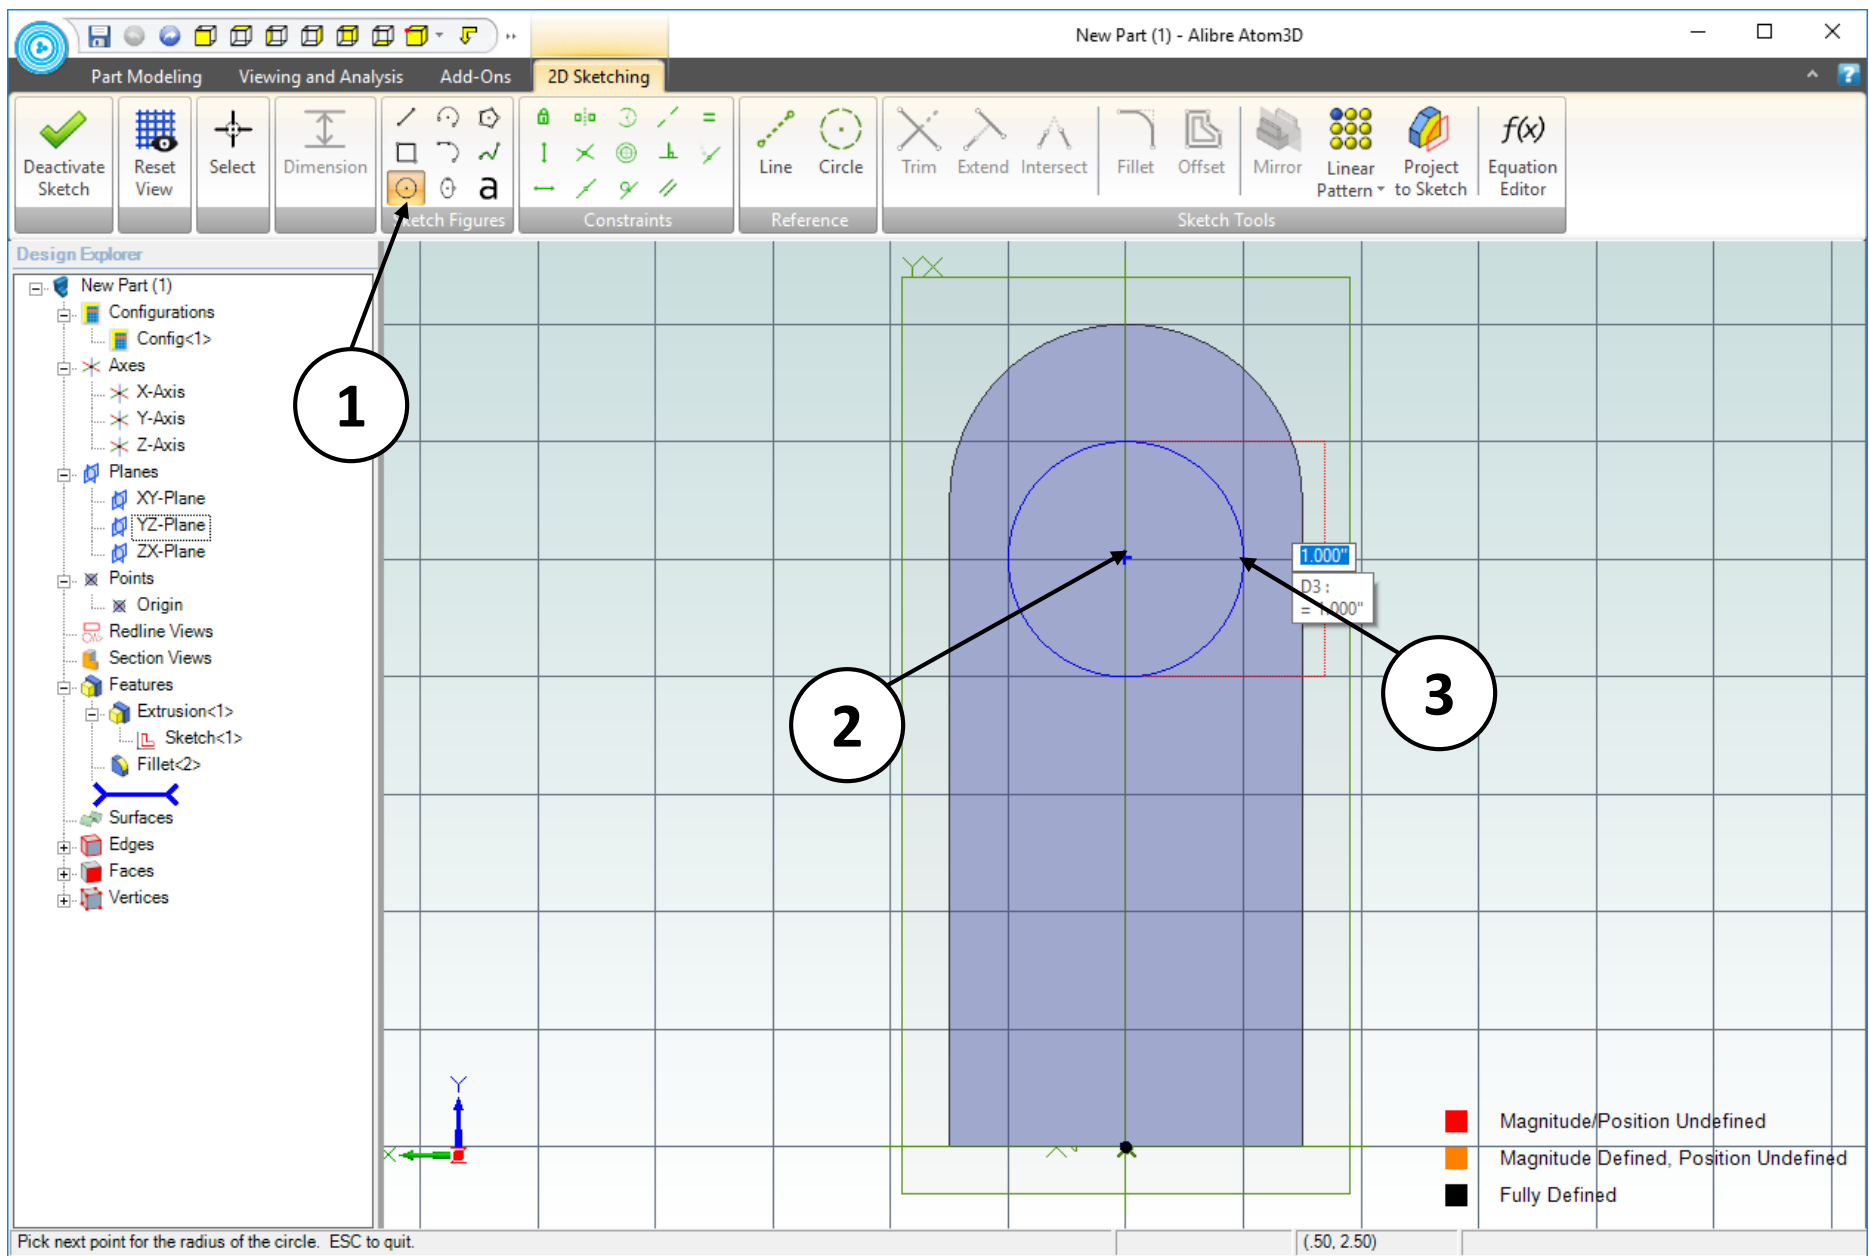 New Part (1) - Alibre Atom3D
Part Modeling Viewing and Analysis Add-Ons 2D Sketching
Deactivate Sketch
Reset View
Select
Dimension
a
Sketch Figures
Constraints
Line
Circle
Reference
Trim
Extend
Intersect
Fillet
Offset
Mirror
Linear Pattern
Project to Sketch
f(x)
Equation Editor
Sketch Tools
Design Explorer
New Part (1)
Configurations
Config<1>
Axes
X-Axis
Y-Axis
Z-Axis
Planes
XY-Plane
YZ-Plane
ZX-Plane
Points
Origin
Redline Views
Section Views
Features
Extrusion<1>
Sketch<1>
Fillet<2>
Surfaces
Edges
Faces
Vertices
1
YX
1.000"
D3 :
= 1.000"
2
3
Y
X
Magnitude/Position Undefined
Magnitude Defined, Position Undefined
Fully Defined
Pick next point for the radius of the circle. ESC to quit.
(.50, 2.50)